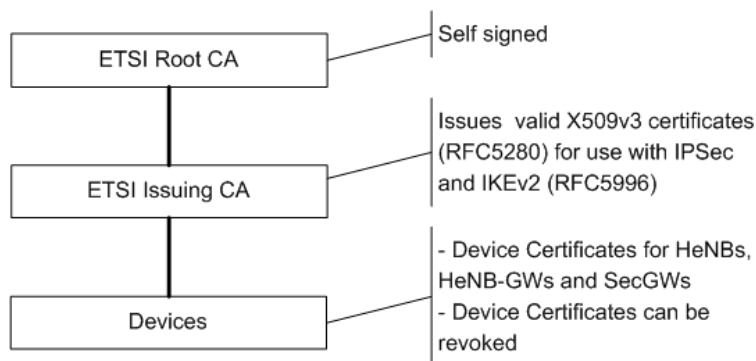 ETSI Root CA
Self signed
ETSI Issuing CA
Issues valid X509v3 certificates
(RFC5280) for use with IPSec
and IKEv2 (RFC5996)
Devices
- Device Certificates for HeNBs,
HeNB-GWs and SecGWs
- Device Certificates can be
revoked